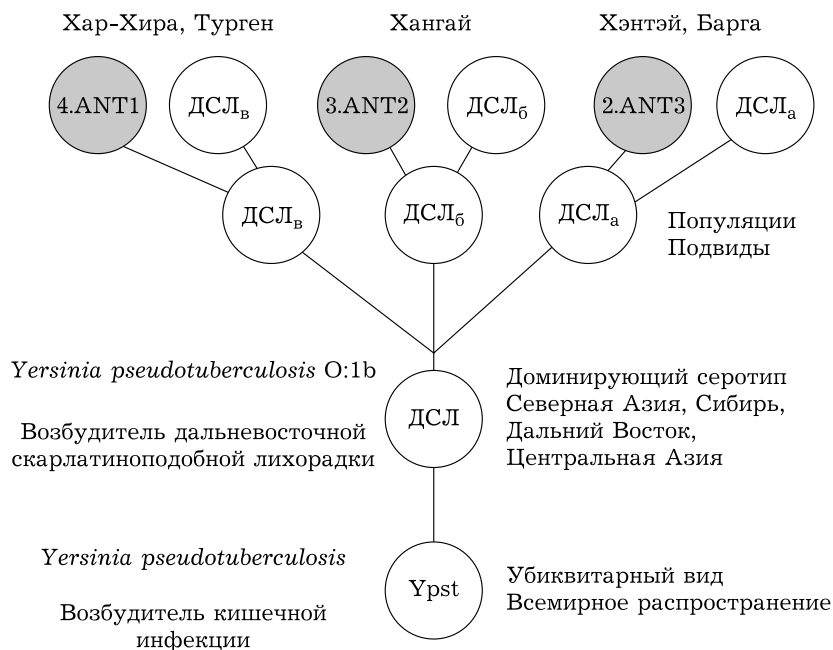 Хар-Хира, Турген
Хангай
Хэнтэй, Барга
4.ANT1
ДСЛв
3.ANT2
ДСЛб
2.ANT3
ДСЛа
ДСЛв
ДСЛб
ДСЛа
Популяции
Подвиды
Yersinia pseudotuberculosis O:1b
Возбудитель дальневосточной
скарлатиноподобной лихорадки
ДСЛ
Доминирующий серотип
Северная Азия, Сибирь,
Дальний Восток,
Центральная Азия
Yersinia pseudotuberculosis
Возбудитель кишечной
инфекции
Ypst
Убиквитарный вид
Всемирное распространение